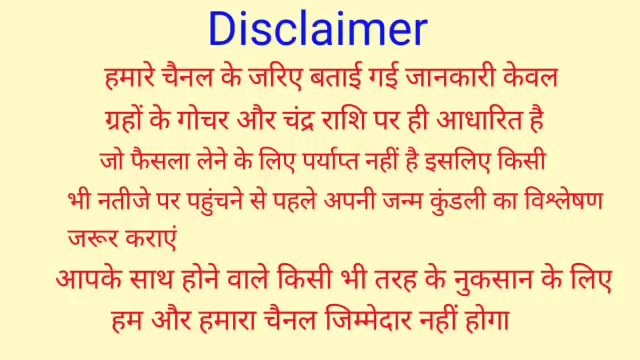 Disclaimer
हमारे चैनल के जरिए बताई गई जानकारी केवल
ग्रहों के गोचर और चंद्र राशि पर ही आधारित है
जो फैसला लेने के लिए पर्याप्त नहीं है इसलिए किसी
भी नतीजे पर पहुंचने से पहले अपनी जन्म कुंडली का विश्लेषण
जरूर कराएं
आपके साथ होने वाले किसी भी तरह के नुकसान के लिए
हम और हमारा चैनल जिम्मेदार नहीं होगा